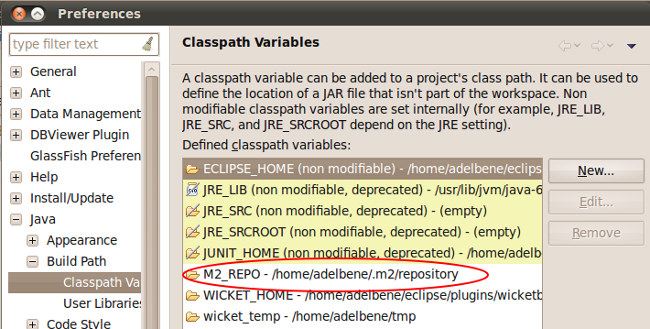 Preferences
type filter text
General
Ant
Data Management
DBViewer Plugin
GlassFish Preferen
Help
Install/Update
Java
Appearance
Build Path
Classpath Va
User Libraries
Code Style
Classpath Variables
A classpath variable can be added to a project's class path. It can be used to
define the location of a JAR file that isn't part of the workspace. Non
modifiable classpath variables are set internally (for example, JRE_LIB,
JRE_SRC, and JRE_SRCROOT depend on the JRE setting).
Defined classpath variables:
ECLIPSE_HOME (non modifiable) - /home/adelbene/eclips
JRE_LIB (non modifiable, deprecated) - /usr/lib/jvm/java-6
JRE_SRC (non modifiable, deprecated) - (empty)
JRE_SRCROOT (non modifiable, deprecated) - (empty)
JUNIT_HOME (non modifiable, deprecated) - /home/adelb
M2_REPO - /home/adelbene/.m2/repository
WICKET_HOME - /home/adelbene/eclipse/plugins/wicketb
wicket_temp - /home/adelbene/tmp
New...
Edit...
Remove